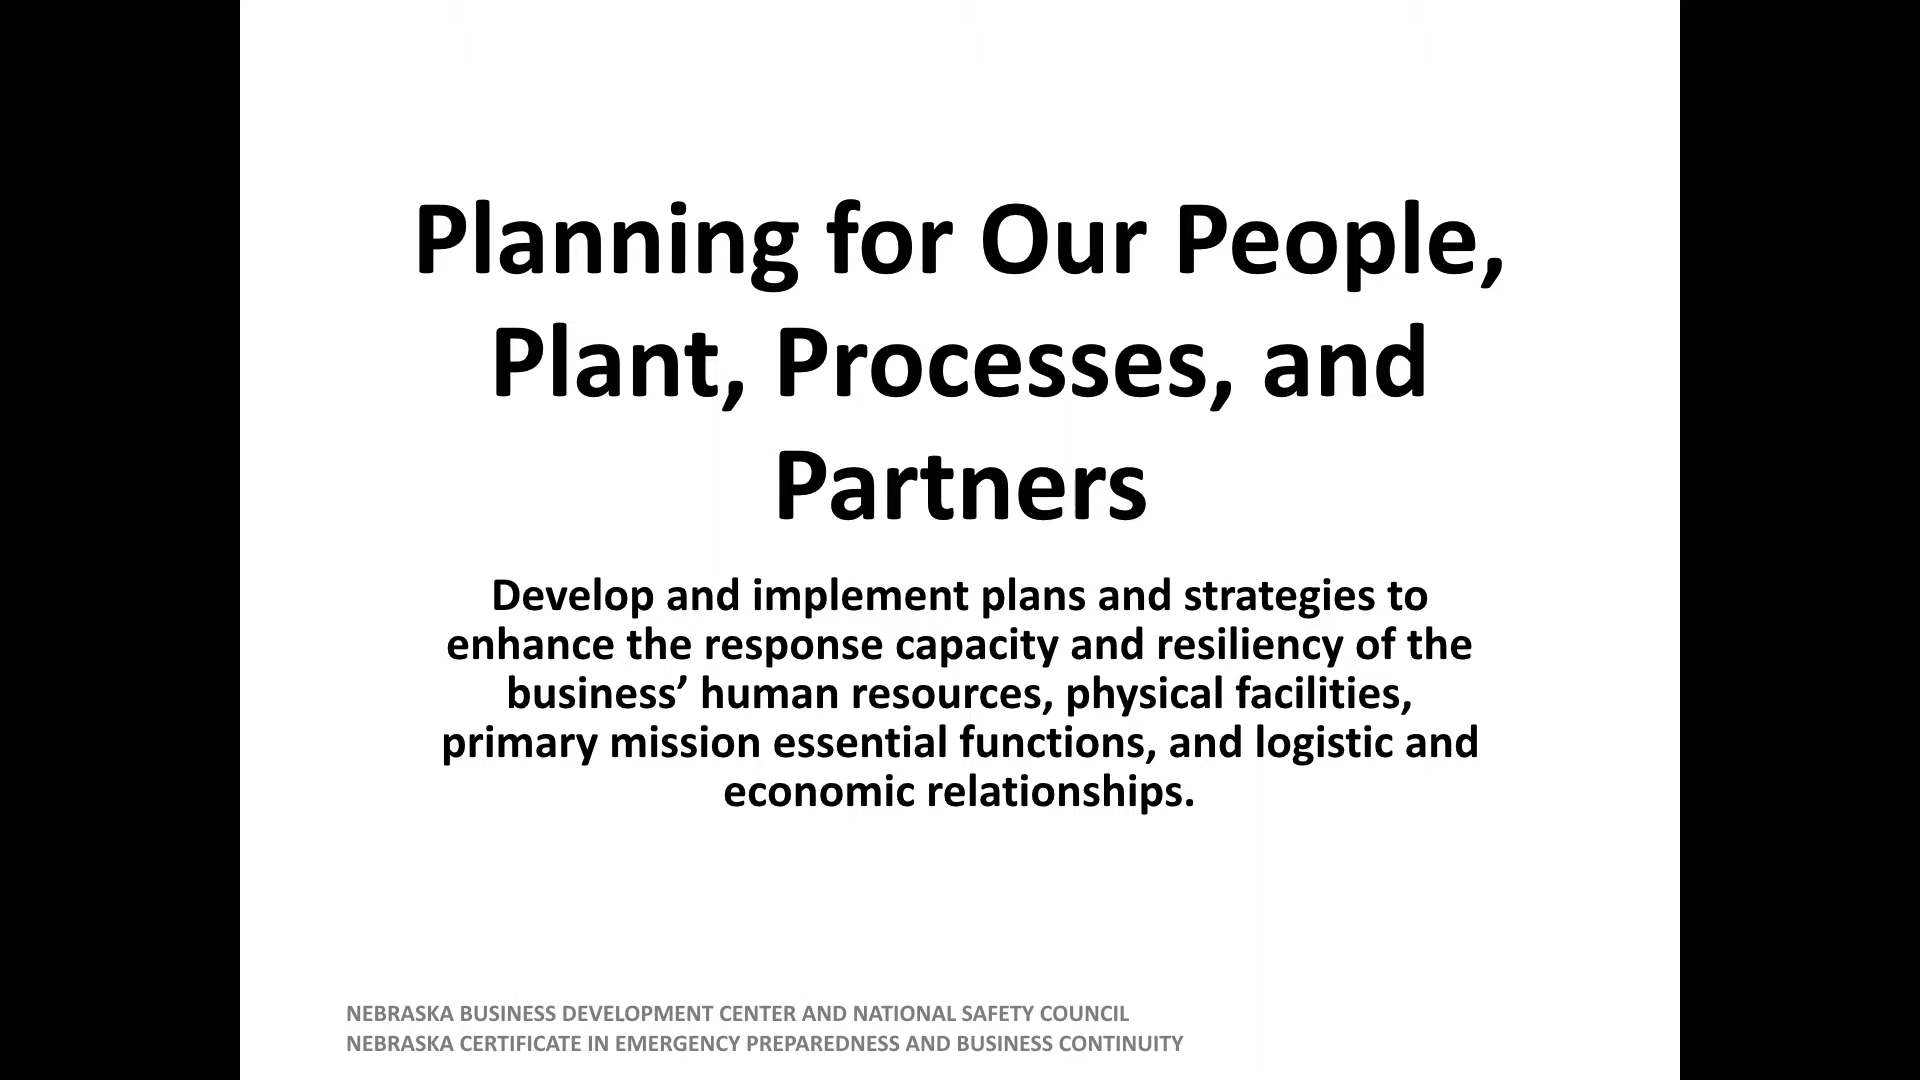 Planning for Our People,
Plant, Processes, and
Partners
Develop and implement plans and strategies to
enhance the response capacity and resiliency of the
business’ human resources, physical facilities,
primary mission essential functions, and logistic and
economic relationships.
NEBRASKA BUSINESS DEVELOPMENT CENTER AND NATIONAL SAFETY COUNCIL
NEBRASKA CERTIFICATE IN EMERGENCY PREPAREDNESS AND BUSINESS CONTINUITY